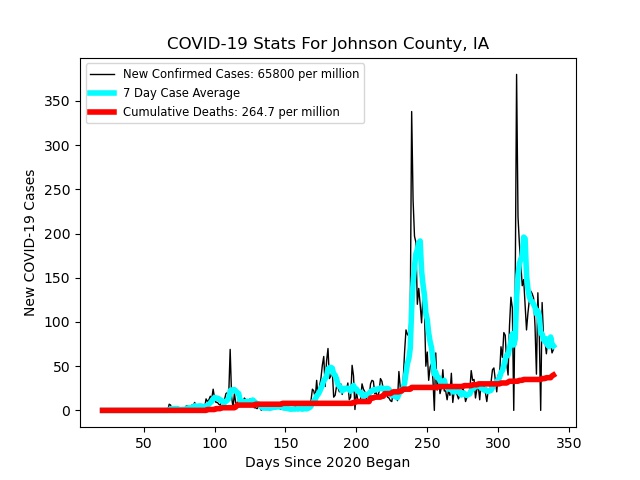 COVID-19 Stats For Johnson County, IA
New Confirmed Cases: 65800 per million
7 Day Case Average
Cumulative Deaths: 264.7 per million
New COVID-19 Cases
350
300
250
200
150
100
50
0
50 100 150 200 250 300 350
Days Since 2020 Began